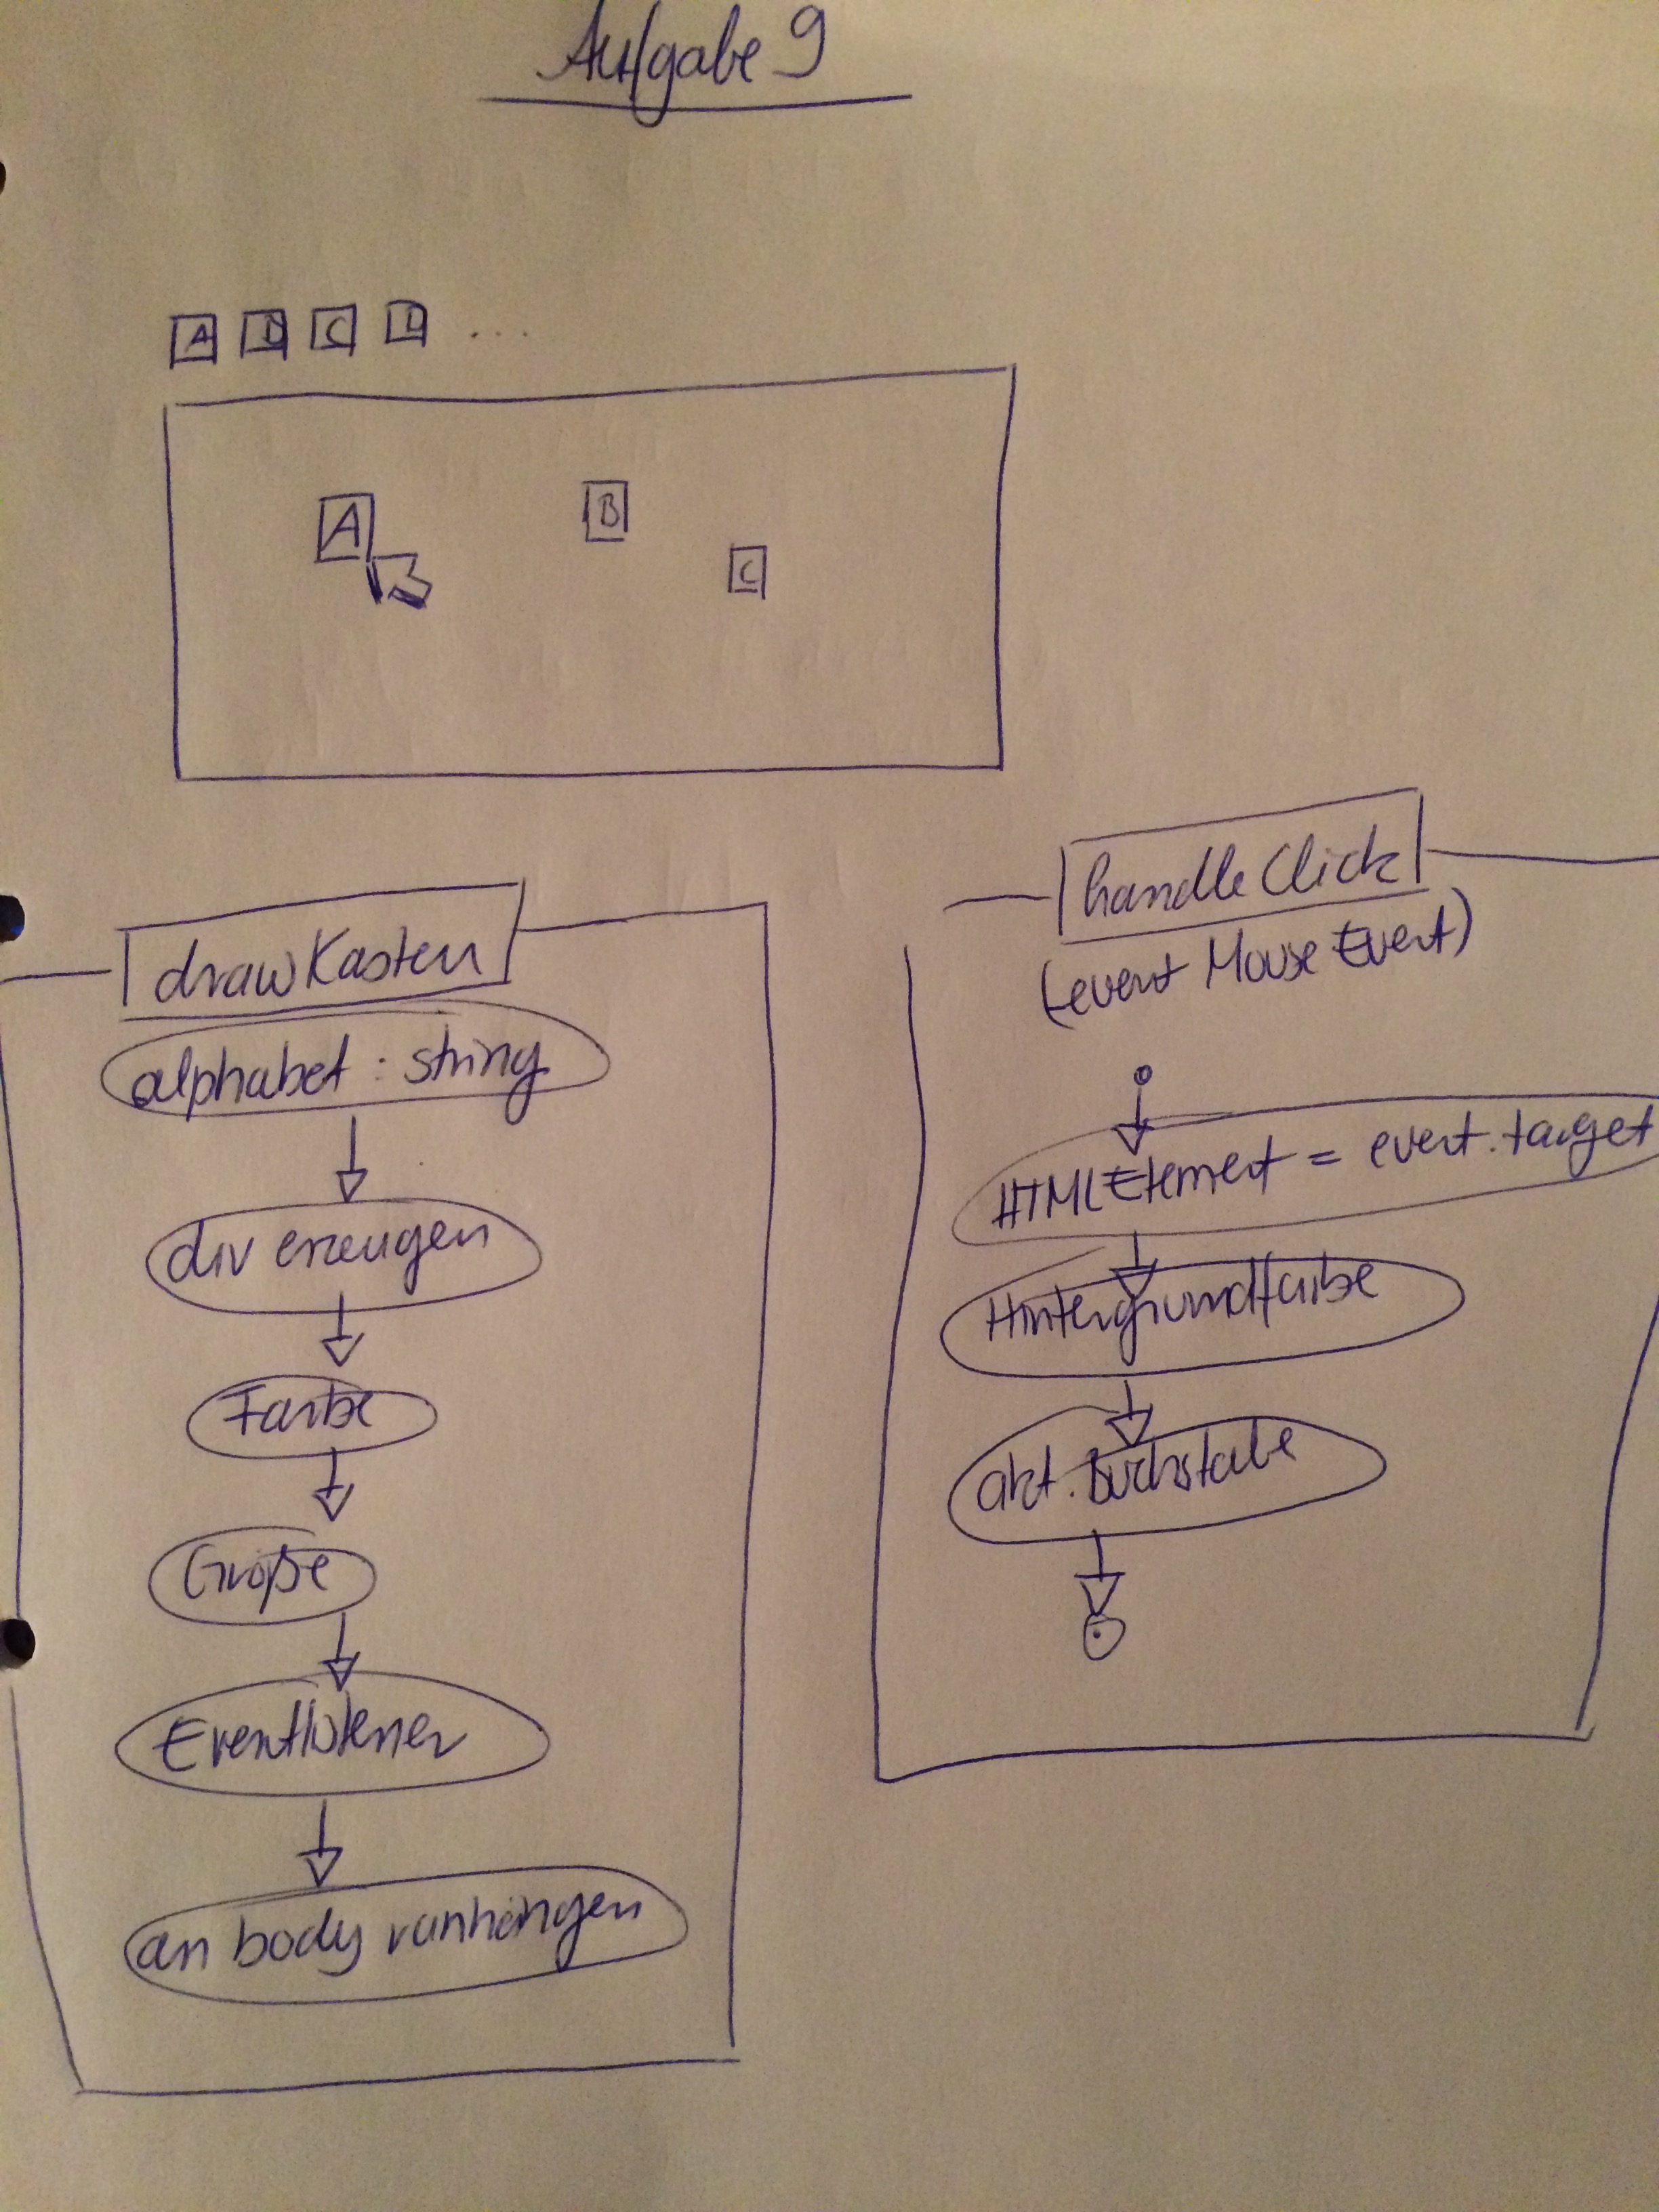 Aufgabe 9
A B C D ...
A B
C
drawKasten
alphabet : string
div erzeugen
Farbe
Größe
Eventlistener
an body ranhängen
handleClick
(event MouseEvent)
HTMLElement = event.target
Hintergrundfarbe
akt. Buchstabe